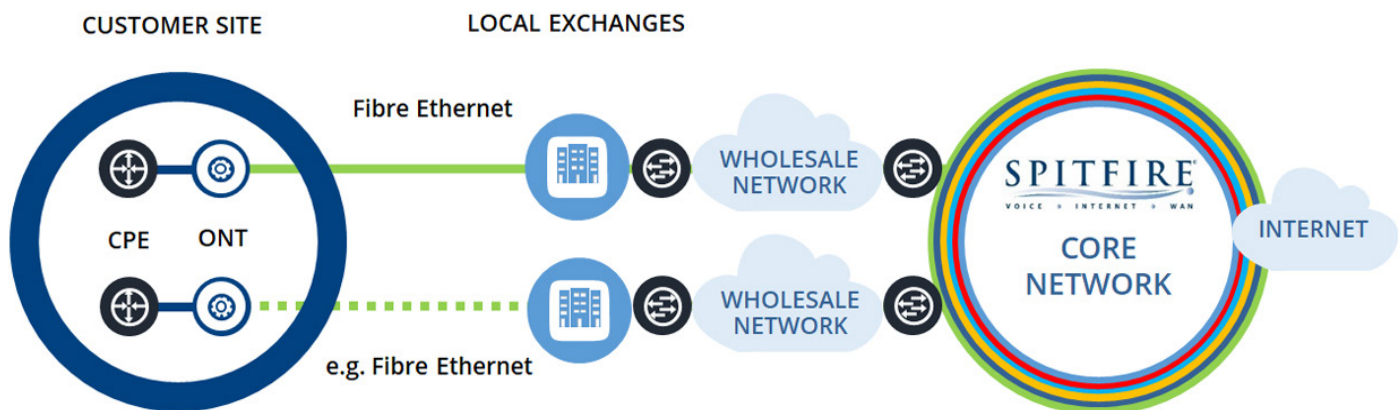 CUSTOMER SITE
LOCAL EXCHANGES
Fibre Ethernet
WHOLESALE
NETWORK
SPITFIRE®
VOICE INTERNET WAN
CPE
ONT
CORE
NETWORK
INTERNET
WHOLESALE
NETWORK
e.g. Fibre Ethernet